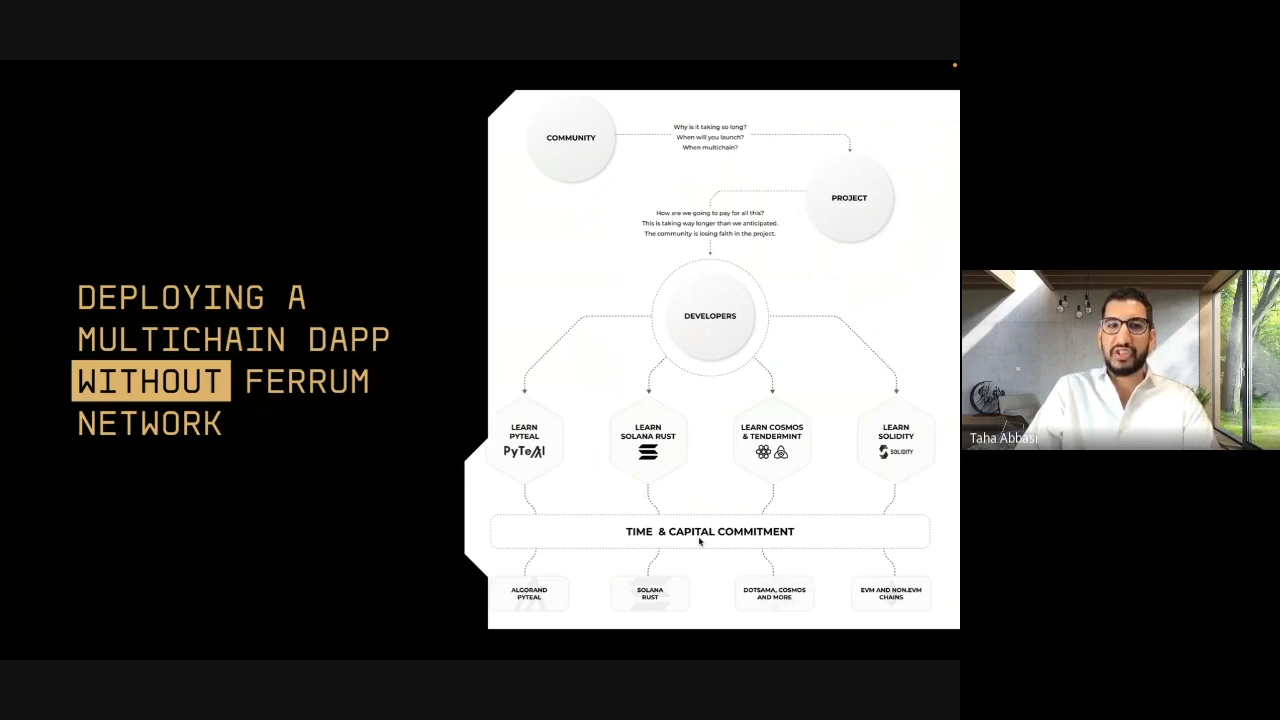 DEPLOYING A
MULTICHAIN DAPP
WITHOUT FERRUM
NETWORK
COMMUNITY
Why is it taking so long?
When will you launch?
When multichain?
PROJECT
How are we going to pay for all this?
This is taking way longer than we anticipated.
The community is losing faith in the project.
DEVELOPERS
LEARN
PYTEAL
PyTeal
LEARN
SOLANA RUST
LEARN COSMOS
& TENDERMINT
LEARN
SOLIDITY
SOLIDITY
TIME & CAPITAL COMMITMENT
ALGORAND
PYTEAL
SOLANA
RUST
DOTSAMA, COSMOS
AND MORE
EVM AND NON.EVM
CHAINS
Taha Abbasi